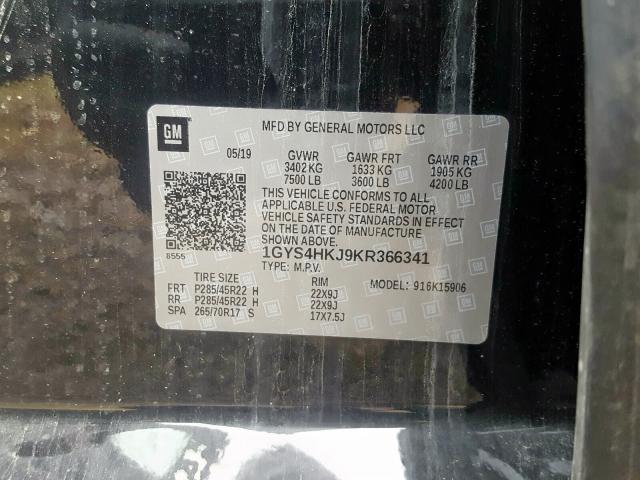 GM
MFD BY GENERAL MOTORS LLC
05/19 GVWR GAWR FRT GAWR RR
3402 KG 1633 KG 1905 KG
7500 LB 3600 LB 4200 LB
THIS VEHICLE CONFORMS TO ALL
APPLICABLE U.S. FEDERAL MOTOR
VEHICLE SAFETY STANDARDS IN EFFECT
ON THE DATE OF MANUFACTURE
SHOWN ABOVE.
8555
1GYS4HKJ9KR366341
TYPE: M.P.V.
TIRE SIZE RIM MODEL: 916K15906
FRT P285/45R22 H 22X9J
RR P285/45R22 H 22X9J
SPA 265/70R17 S 17X7.5J